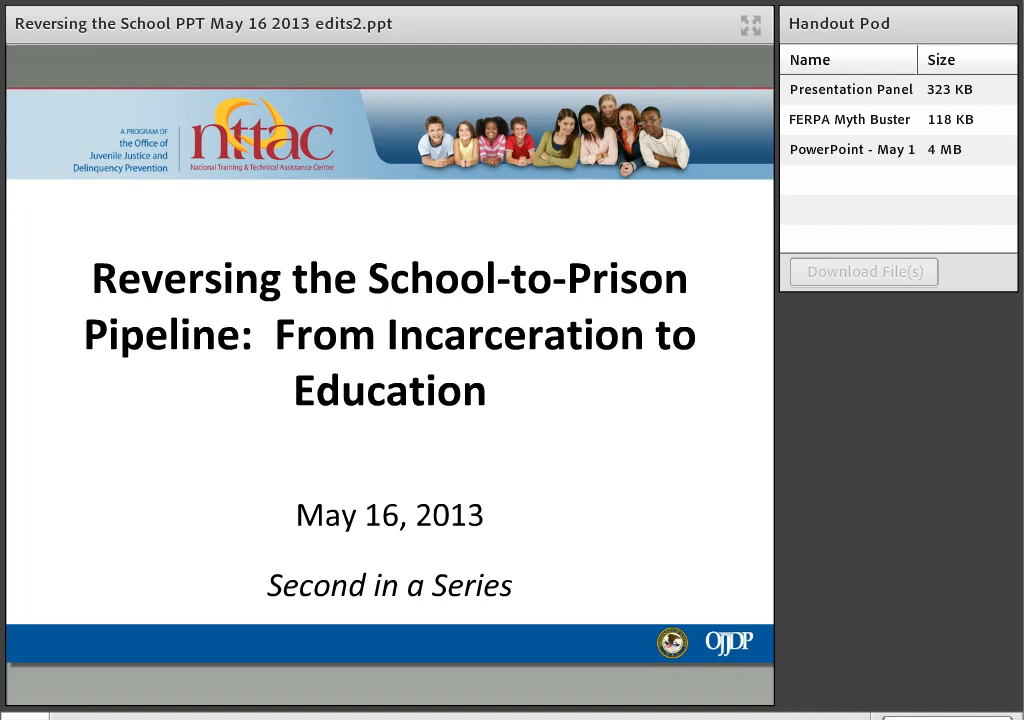 Reversing the School PPT May 16 2013 edits2.ppt
A PROGRAM OF
the Office of
Juvenile Justice and
Delinquency Prevention
nttac
National Training & Technical Assistance Center
Reversing the School-to-Prison
Pipeline:  From Incarceration to
Education
May 16, 2013
Second in a Series
OJJDP
Handout Pod
Name Size
Presentation Panel 323 KB
FERPA Myth Buster 118 KB
PowerPoint - May 1 4 MB
Download File(s)